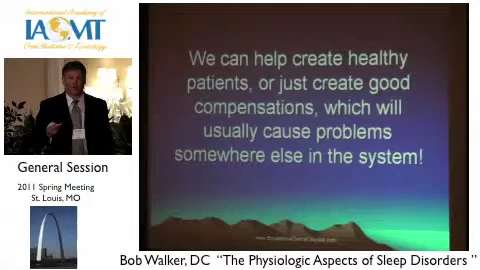 International Academy of
IAOMT
Oral Medicine & Toxicology
General Session
2011 Spring Meeting
St. Louis, MO
We can help create healthy
patients, or just create good
compensations, which will
usually cause problems
somewhere else in the system!
Bob Walker, DC "The Physiologic Aspects of Sleep Disorders "